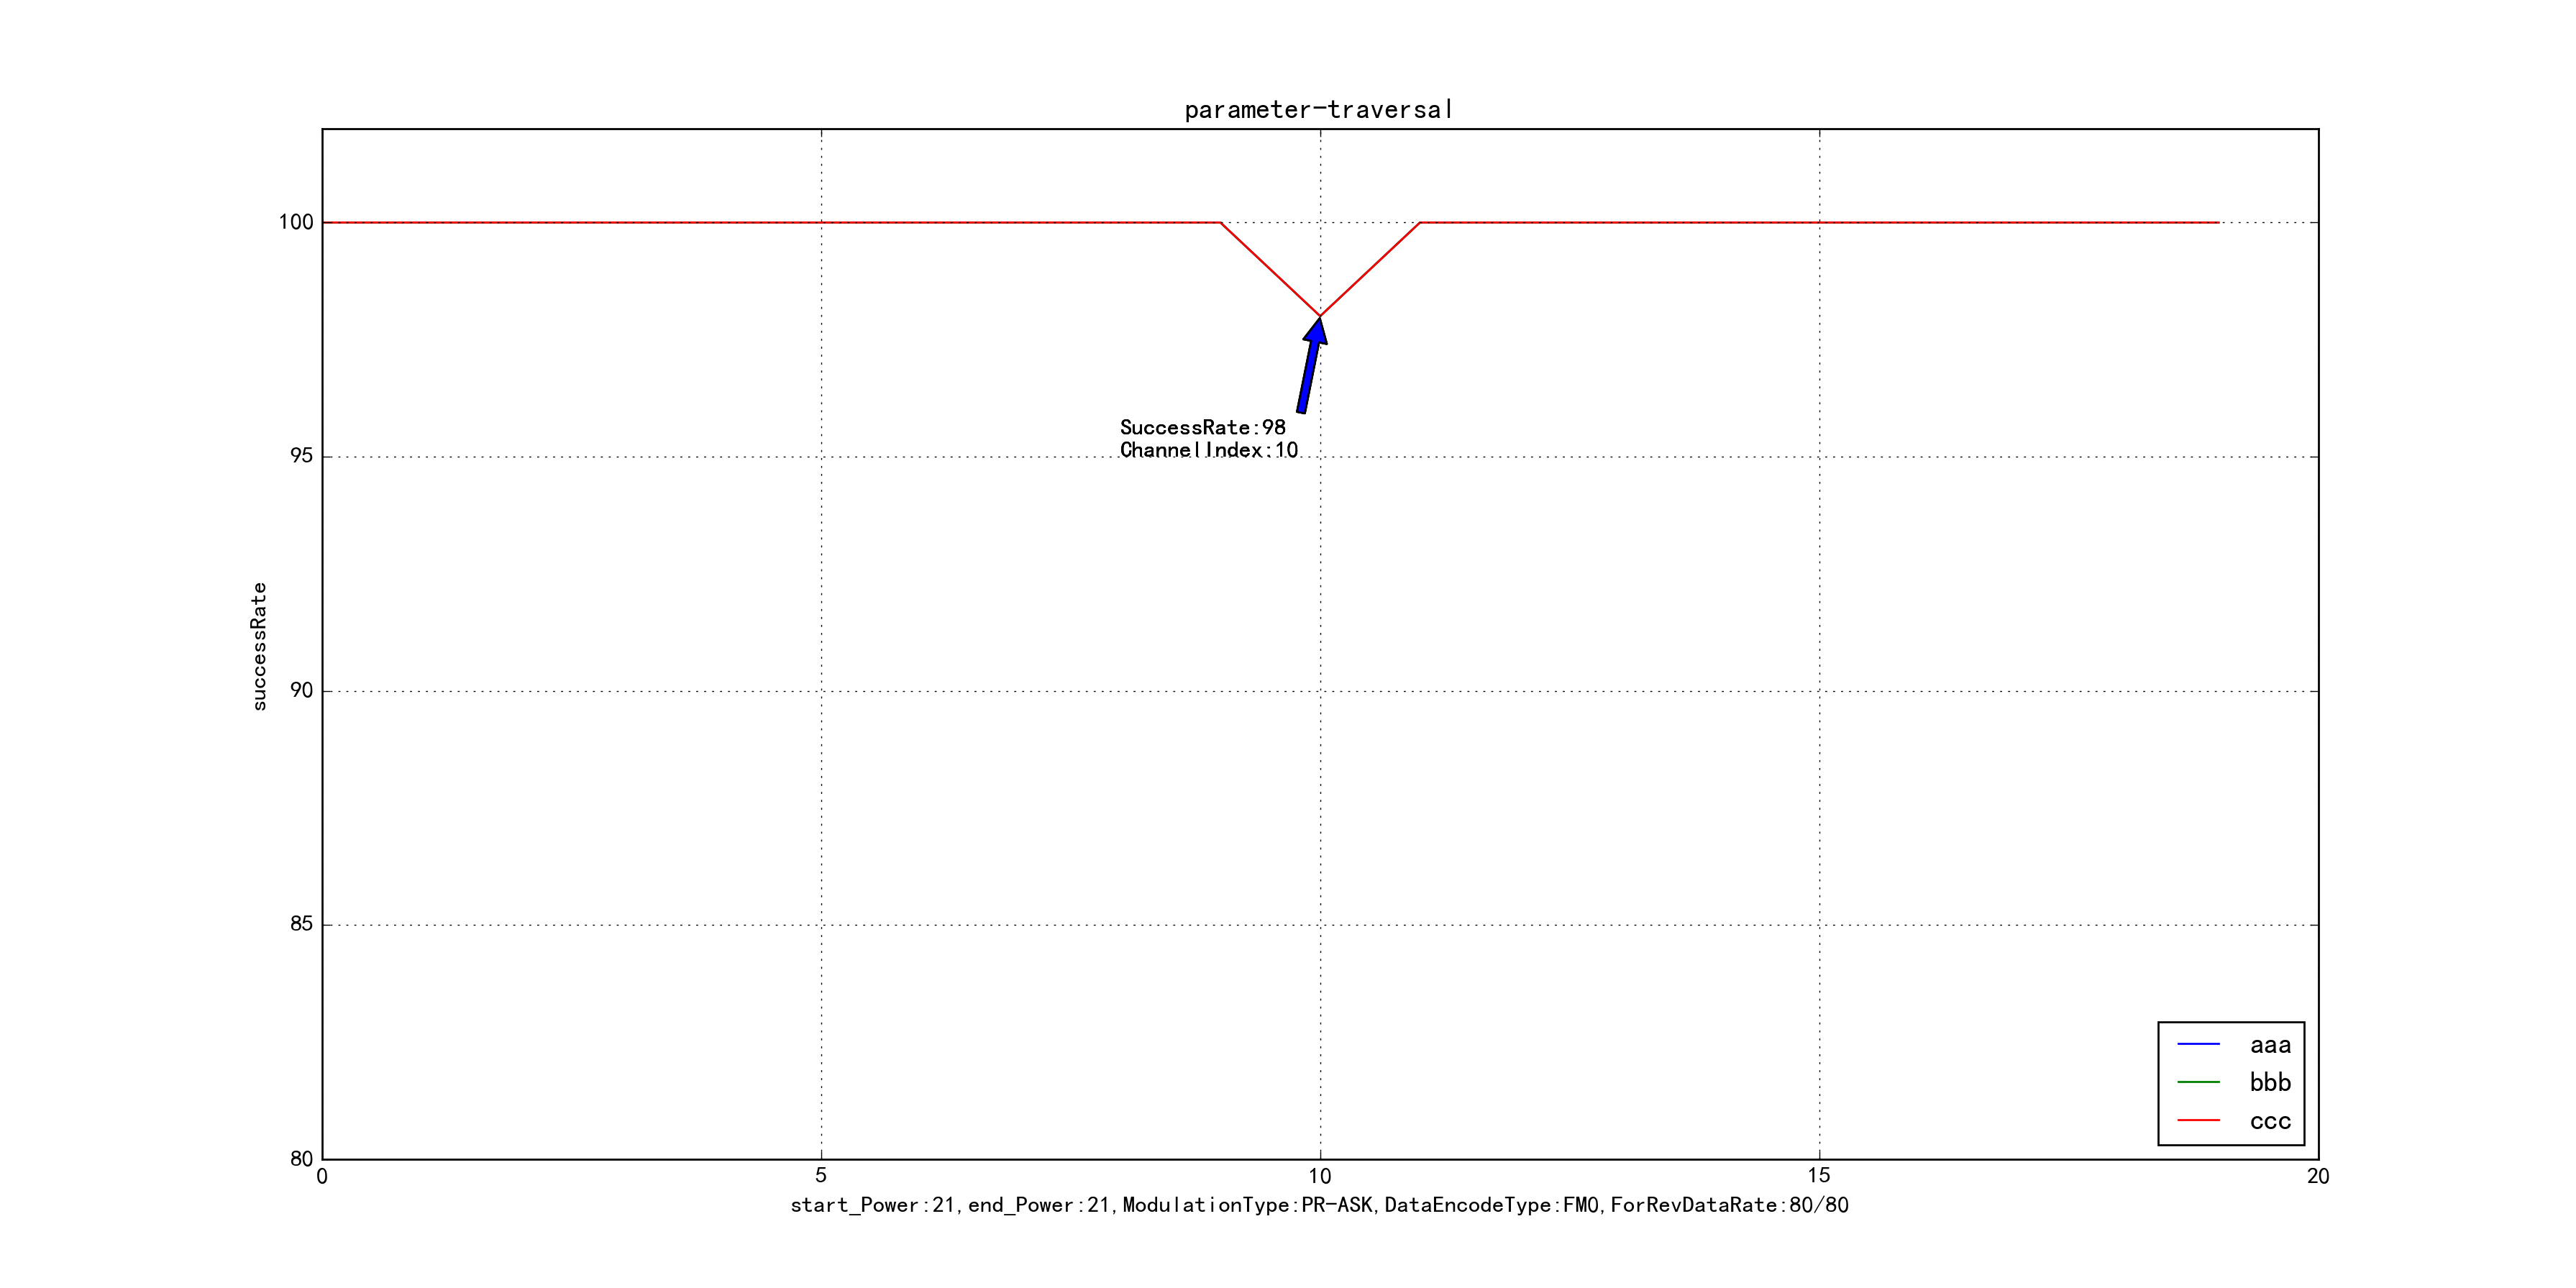 parameter-traversal
100
95
90
85
80
successRate
SuccessRate:98
ChannelIndex:10
aaa
bbb
ccc
0 5 10 15 20
start_Power:21,end_Power:21,ModulationType:PR-ASK,DataEncodeType:FM0,ForRevDataRate:80/80